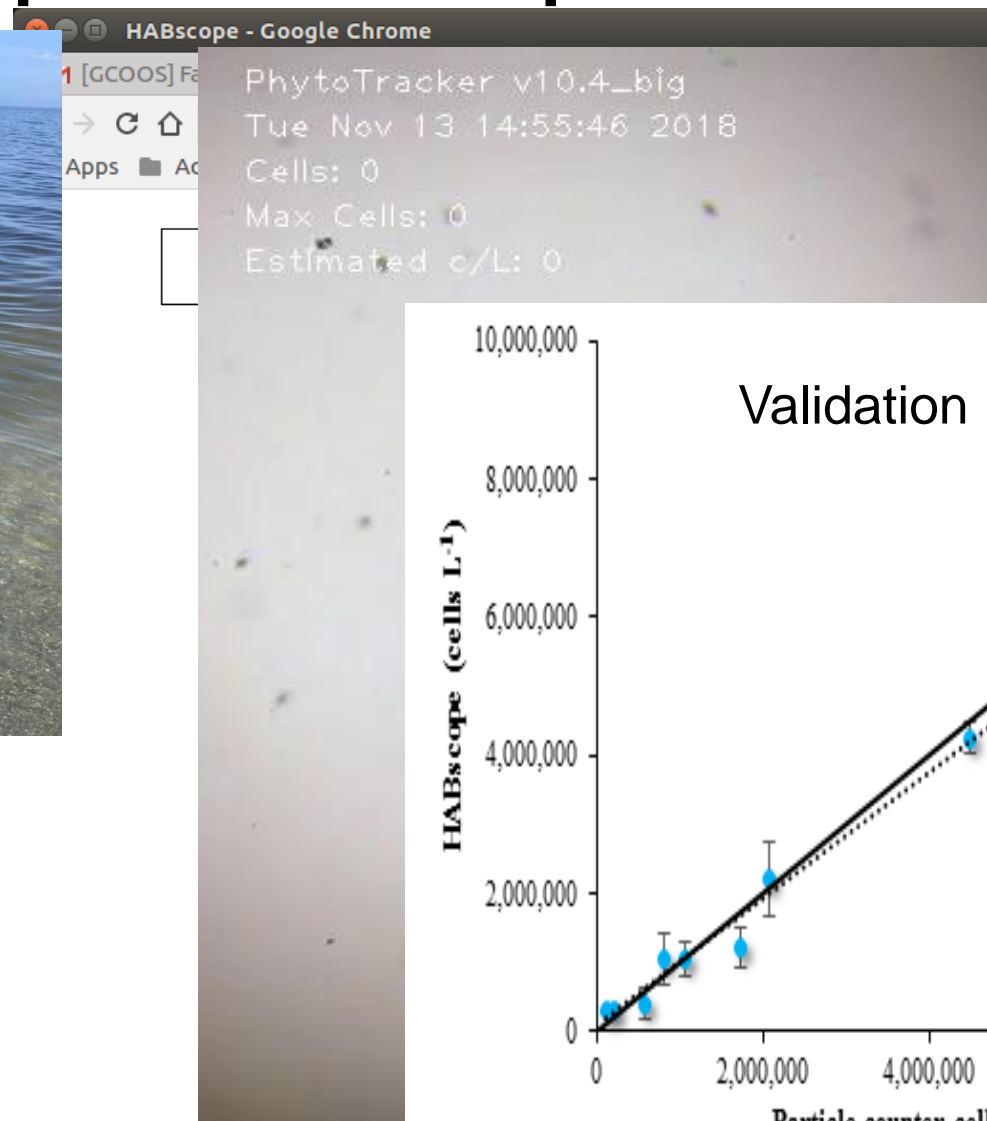 HABscope - Google Chrome
[GCOOS] Fa
Apps
PhytoTracker v10.4_big
Tue Nov 13 14:55:46 2018
Cells: 0
Max Cells: 0
Estimated c/L: 0
Validation
10,000,000
8,000,000
6,000,000
4,000,000
2,000,000
0
HABscope (cells L-1)
0 2,000,000 4,000,000